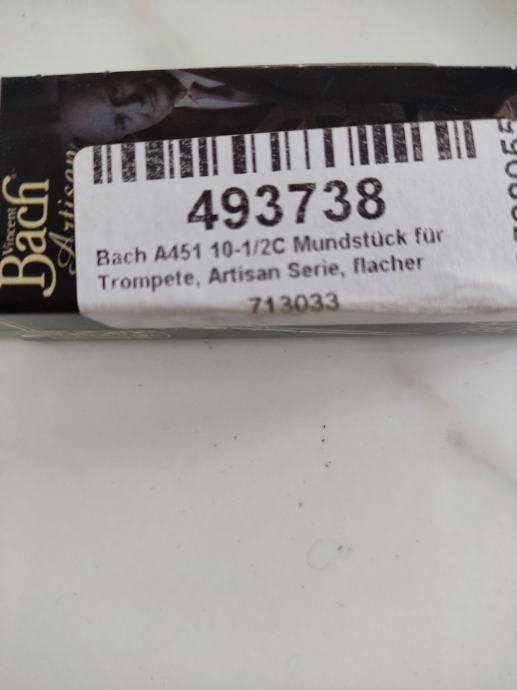 Vincent
Bach
Artisan
493738
Bach A451 10-1/2C Mundstück für
Trompete, Artisan Serie, flacher
713033